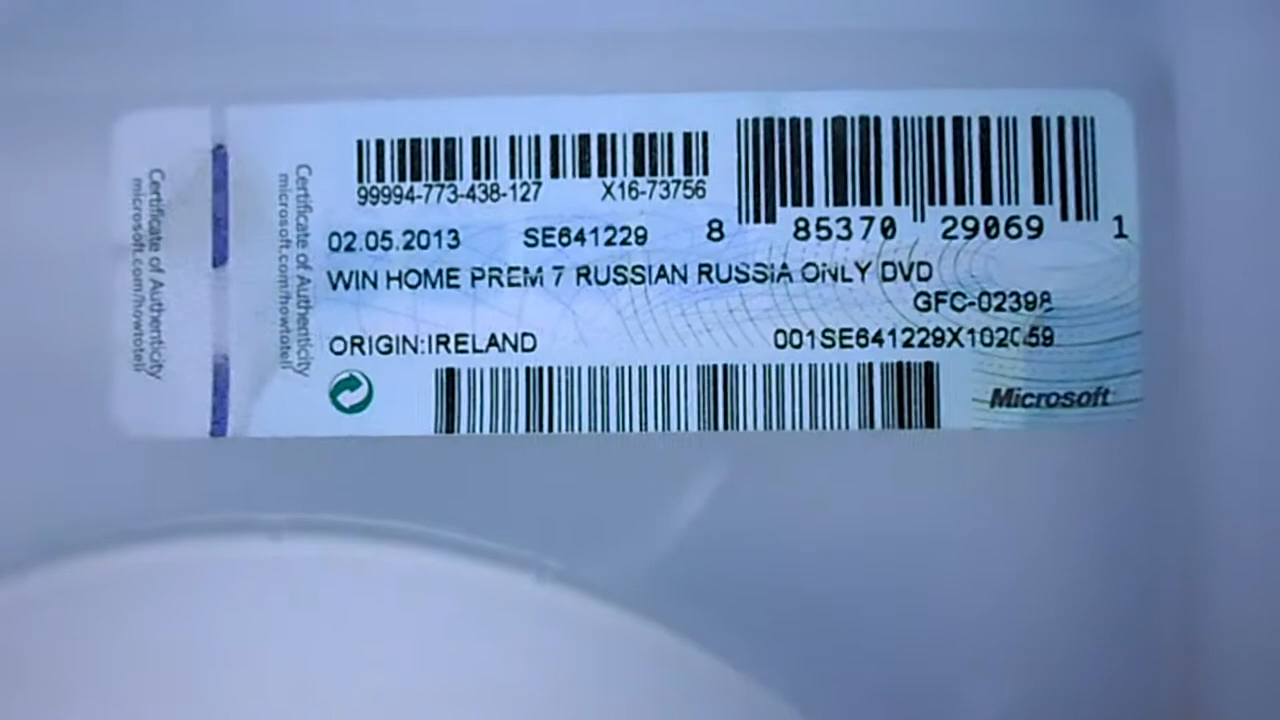 Certificate of Authenticity
microsoft.com/howtotell
Certificate of Authenticity
microsoft.com/howtotell
99994-773-438-127 X16-73756
8 85370 29069 1
02.05.2013 SE641229
WIN HOME PREM 7 RUSSIAN RUSSIA ONLY DVD
GFC-02398
ORIGIN:IRELAND
Microsoft